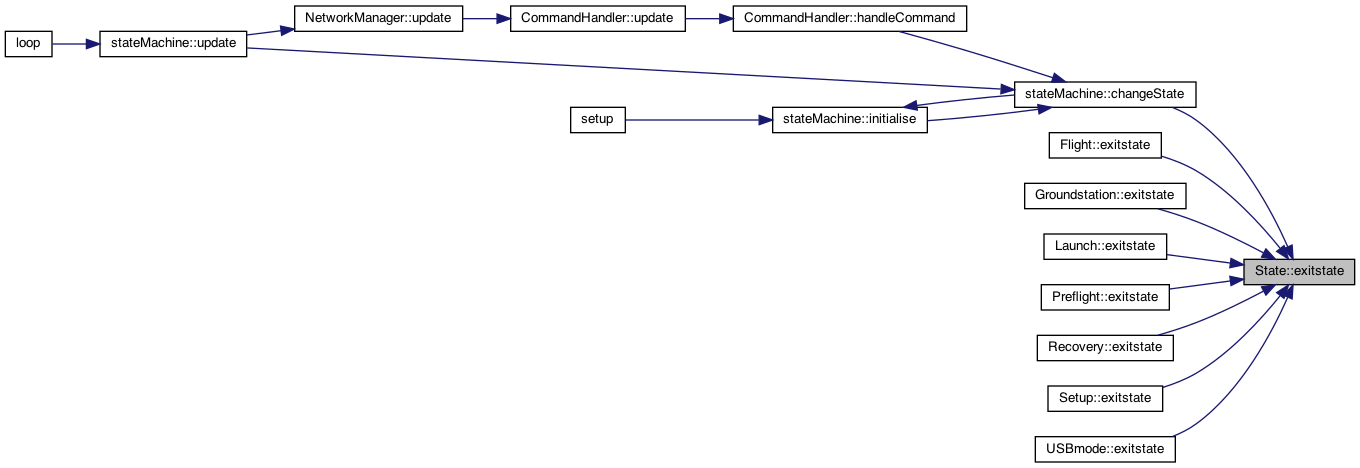 NetworkManager::update
CommandHandler::update
CommandHandler::handleCommand
loop
stateMachine::update
stateMachine::changeState
setup
stateMachine::initialise
Flight::exitstate
Groundstation::exitstate
Launch::exitstate
State::exitstate
Preflight::exitstate
Recovery::exitstate
Setup::exitstate
USBmode::exitstate